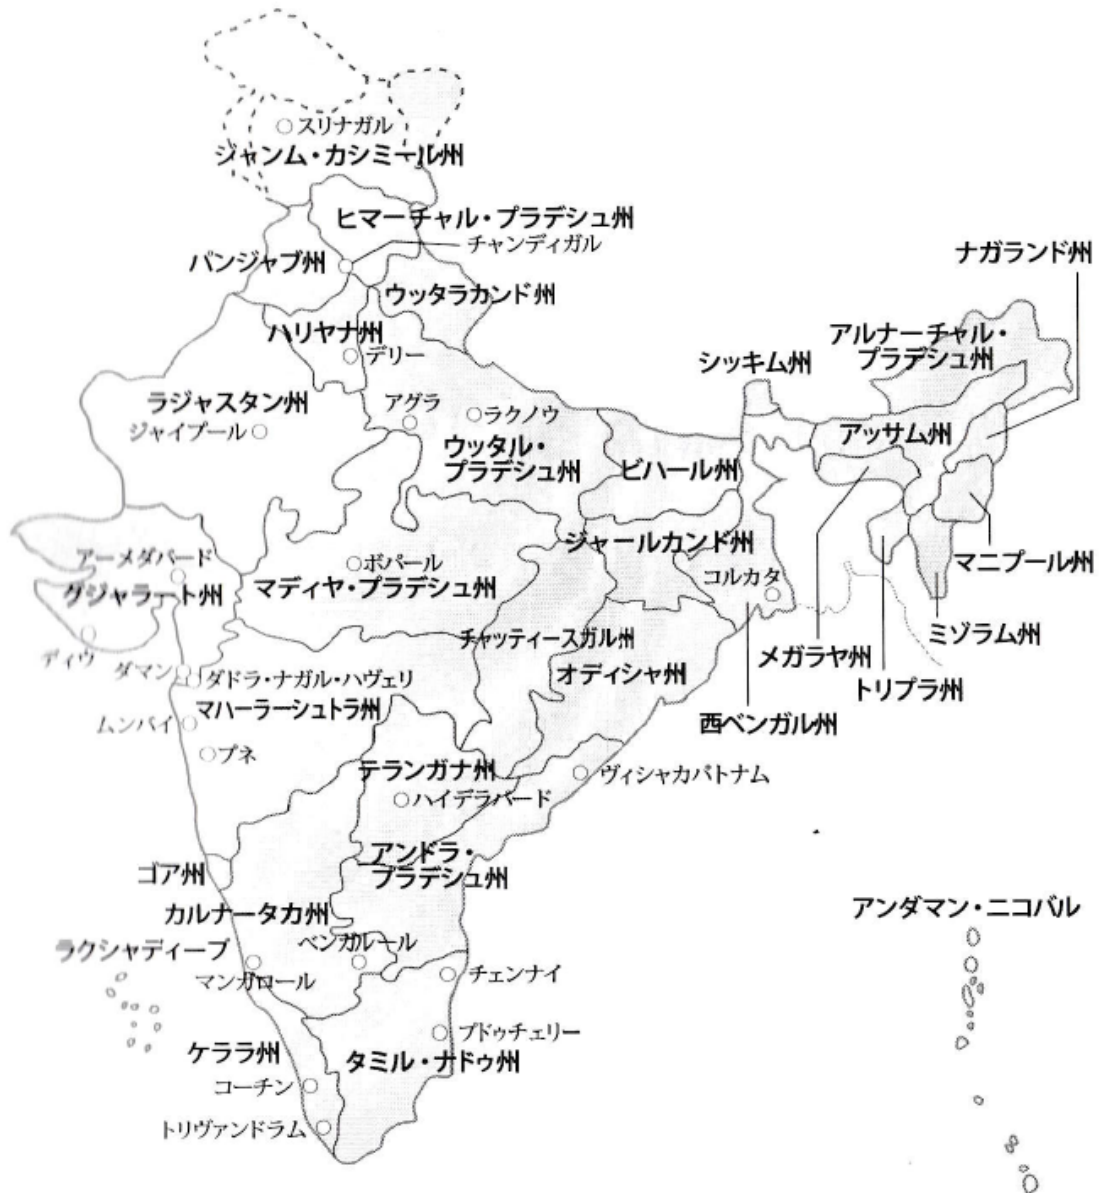 スリナガル
ジャンム・カシミール州
ヒマーチャル・プラデシュ州
チャンディガル
パンジャブ州
ナガランド州
ウッタラカンド州
ハリヤナ州
デリー
アルナーチャル・
プラデシュ州
シッキム州
ラジャスタン州
ジャイプール
アグラ
ラクノウ
ウッタル・
プラデシュ州
アッサム州
ビハール州
ジャールカンド州
アーメダバード
グジャラート州
ボパール
マディヤ・プラデシュ州
コルカタ
マニプール州
ディウ
ダマン
ダドラ・ナガル・ハヴェリ
チャッティースガル州
オディシャ州
メガラヤ州
ミゾラム州
トリプラ州
西ベンガル州
マハーラーシュトラ州
ムンバイ
プネ
テランガナ州
ハイデラバード
ヴィシャカパトナム
ゴア州
アンドラ・
プラデシュ州
カルナータカ州
アンダマン・ニコバル
ラクシャディープ
ベンガルール
マンガロール
チェンナイ
プドゥチェリー
ケララ州
タミル・ナドゥ州
コーチン
トリヴァンドラム